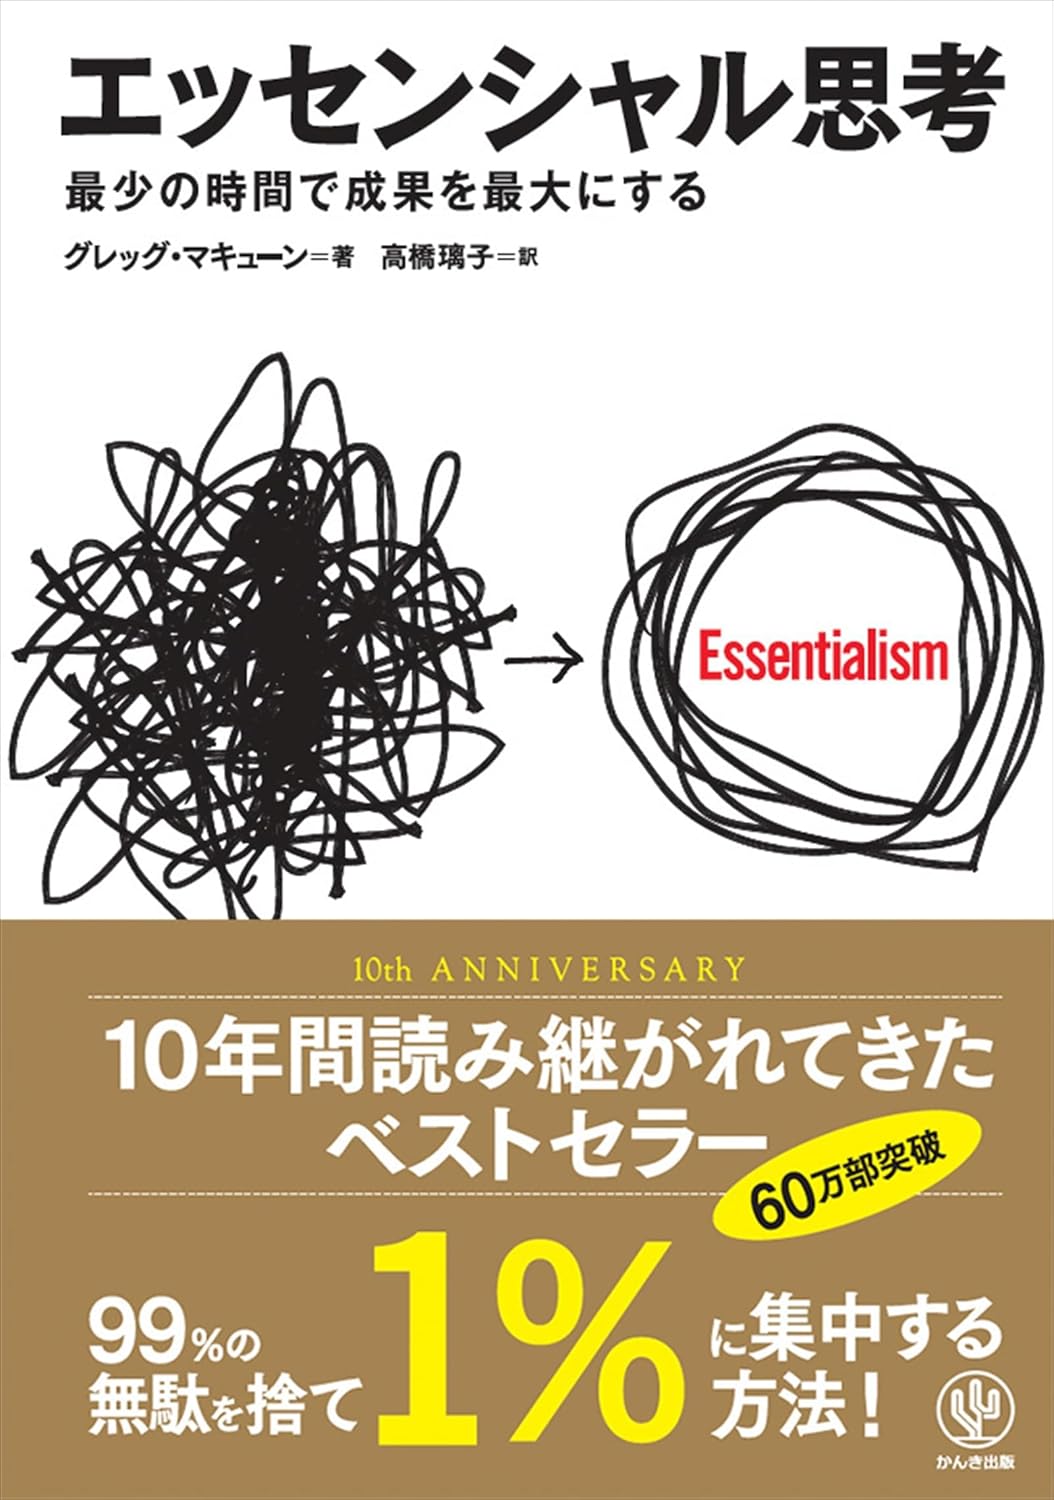 エッセンシャル思考
最少の時間で成果を最大にする
グレッグ・マキューン=著 高橋璃子=訳
Essentialism
10th ANNIVERSARY
10年間読み継がれてきた
ベストセラー
60万部突破
99%の
無駄を捨て
1%
に集中する
方法!
かんき出版